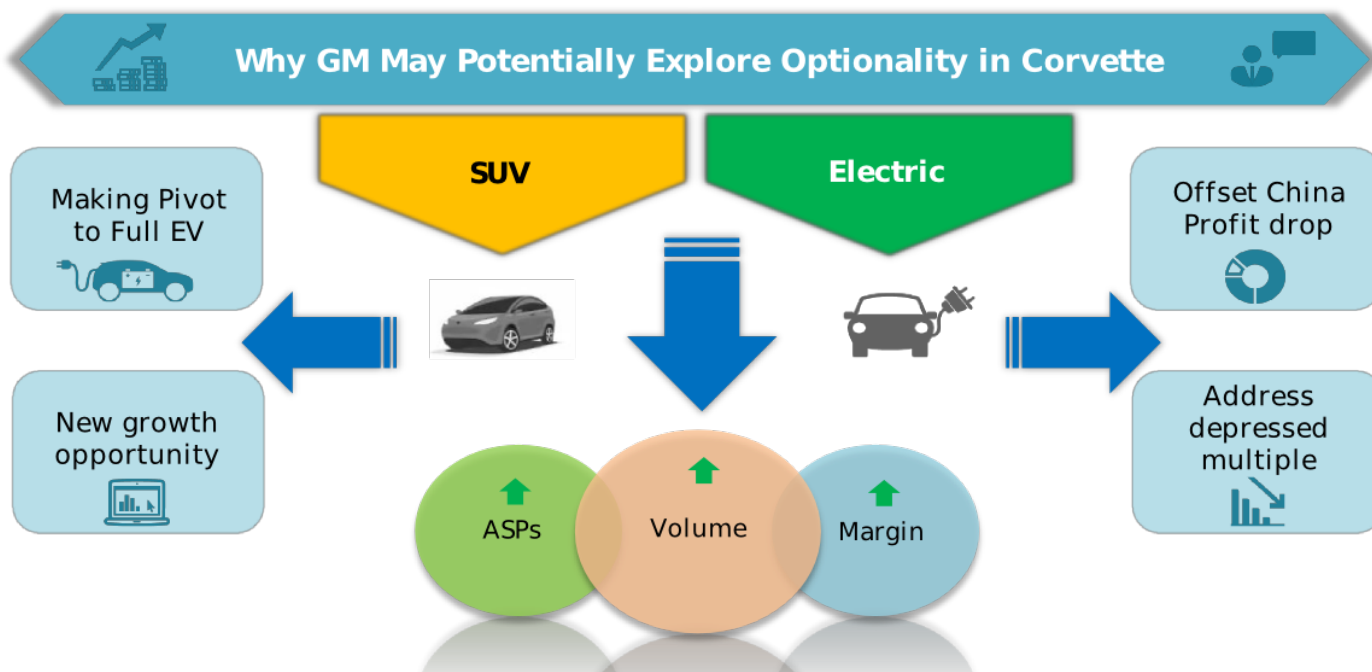 Why GM May Potentially Explore Optionality in Corvette
SUV
Electric
Making Pivot
to Full EV
New growth
opportunity
Offset China
Profit drop
Address
depressed
multiple
ASPs
Volume
Margin